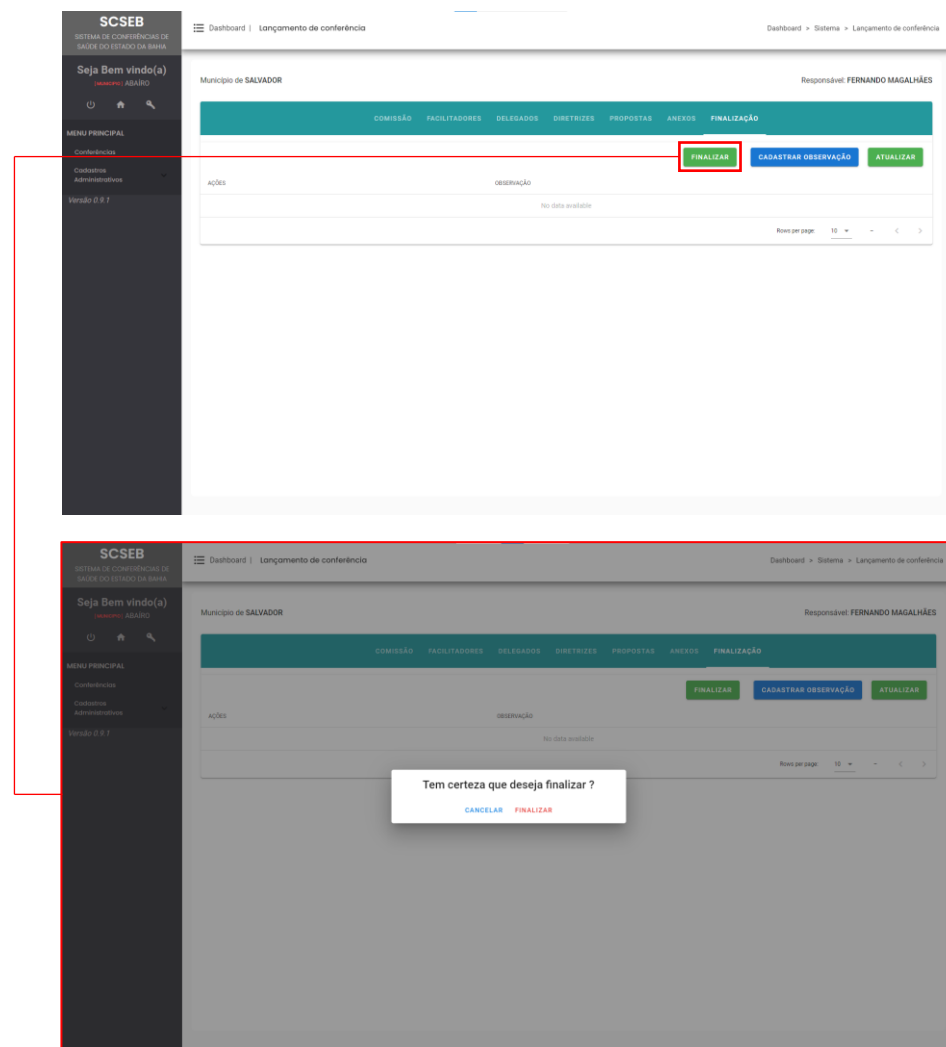 SCSEB
SISTEMA DE CONFERÊNCIAS DE
SAÚDE DO ESTADO DA BAHIA
Dashboard | Lançamento de conferência
Dashboard > Sistema > Lançamento de conferência
Seja Bem vindo(a)
[MUNICÍPIO] ABAÍRO
MENU PRINCIPAL
Conferências
Cadastros
Administrativos
Versão 0.9.1
Município de SALVADOR
Responsável: FERNANDO MAGALHÃES
COMISSÃO FACILITADORES DELEGADOS DIRETRIZES PROPOSTAS ANEXOS FINALIZAÇÃO
FINALIZAR CADASTRAR OBSERVAÇÃO ATUALIZAR
AÇÕES OBSERVAÇÃO
No data available
Rows per page: 10 –
SCSEB
SISTEMA DE CONFERÊNCIAS DE
SAÚDE DO ESTADO DA BAHIA
Dashboard | Lançamento de conferência
Dashboard > Sistema > Lançamento de conferência
Seja Bem vindo(a)
[MUNICÍPIO] ABAÍRO
MENU PRINCIPAL
Conferências
Cadastros
Administrativos
Versão 0.9.1
Município de SALVADOR
Responsável: FERNANDO MAGALHÃES
COMISSÃO FACILITADORES DELEGADOS DIRETRIZES PROPOSTAS ANEXOS FINALIZAÇÃO
FINALIZAR CADASTRAR OBSERVAÇÃO ATUALIZAR
AÇÕES OBSERVAÇÃO
No data available
Rows per page: 10 –
Tem certeza que deseja finalizar ?
CANCELAR FINALIZAR